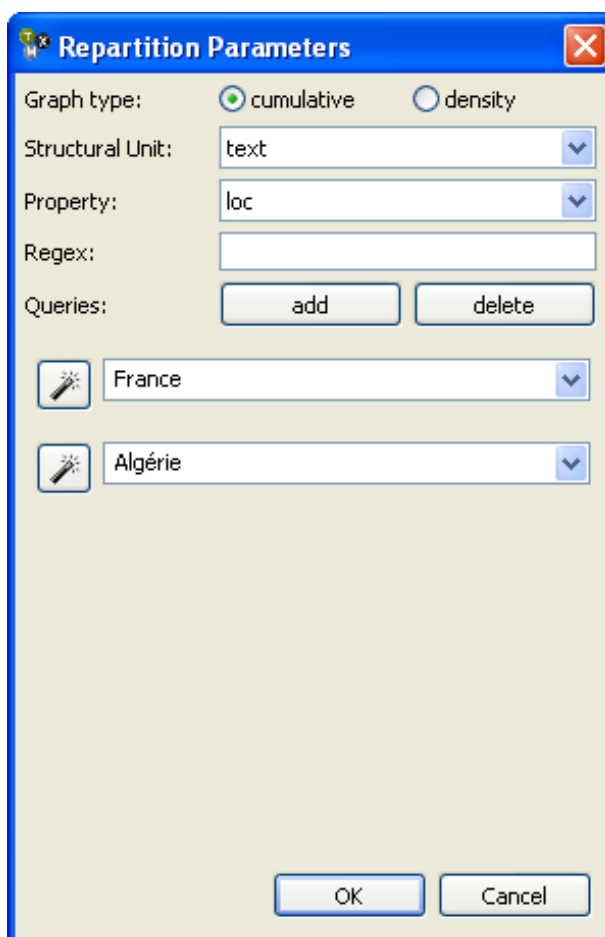 Repartition Parameters
Graph type: cumulative density
Structural Unit: text
Property: loc
Regex:
Queries: add delete
France
Algérie
OK Cancel